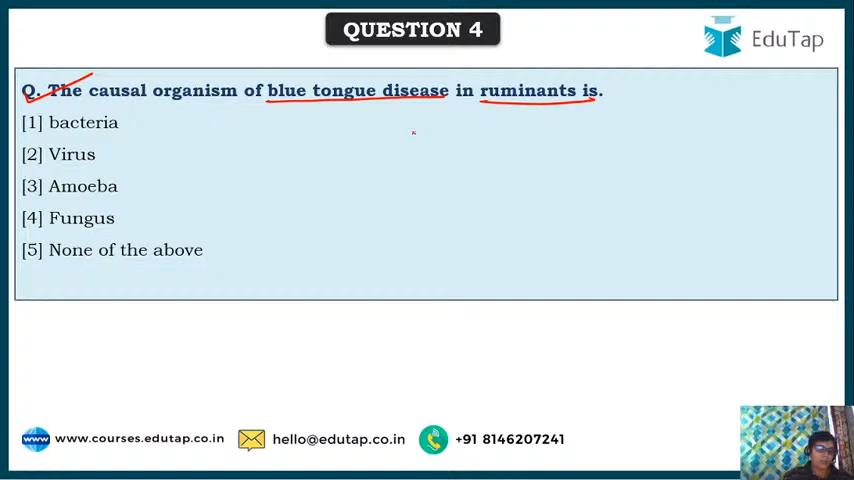 QUESTION 4
EduTap
Q. The causal organism of blue tongue disease in ruminants is.
[1] bacteria
[2] Virus
[3] Amoeba
[4] Fungus
[5] None of the above
www www.courses.edutap.co.in hello@edutap.co.in +91 8146207241